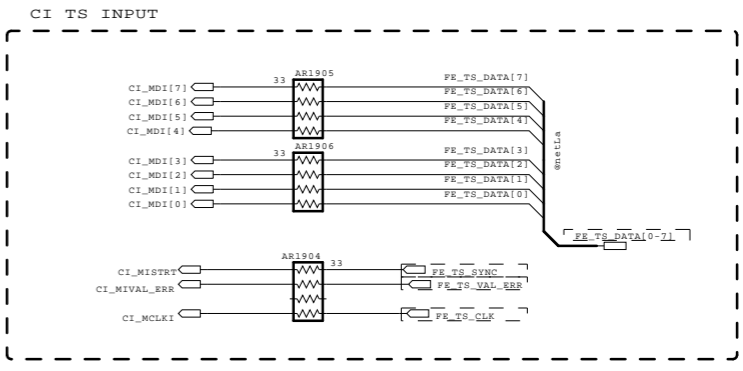 CI TS INPUT
AR1905
33
CI_MDI[7]
FE_TS_DATA[7]
CI_MDI[6]
FE_TS_DATA[6]
CI_MDI[5]
FE_TS_DATA[5]
CI_MDI[4]
FE_TS_DATA[4]
AR1906
33
CI_MDI[3]
FE_TS_DATA[3]
CI_MDI[2]
FE_TS_DATA[2]
CI_MDI[1]
FE_TS_DATA[1]
CI_MDI[0]
FE_TS_DATA[0]
@netLa
FE_TS_DATA[0-7]
AR1904
33
CI_MISTRT
FE_TS_SYNC
CI_MIVAL_ERR
FE_TS_VAL_ERR
CI_MCLKI
FE_TS_CLK